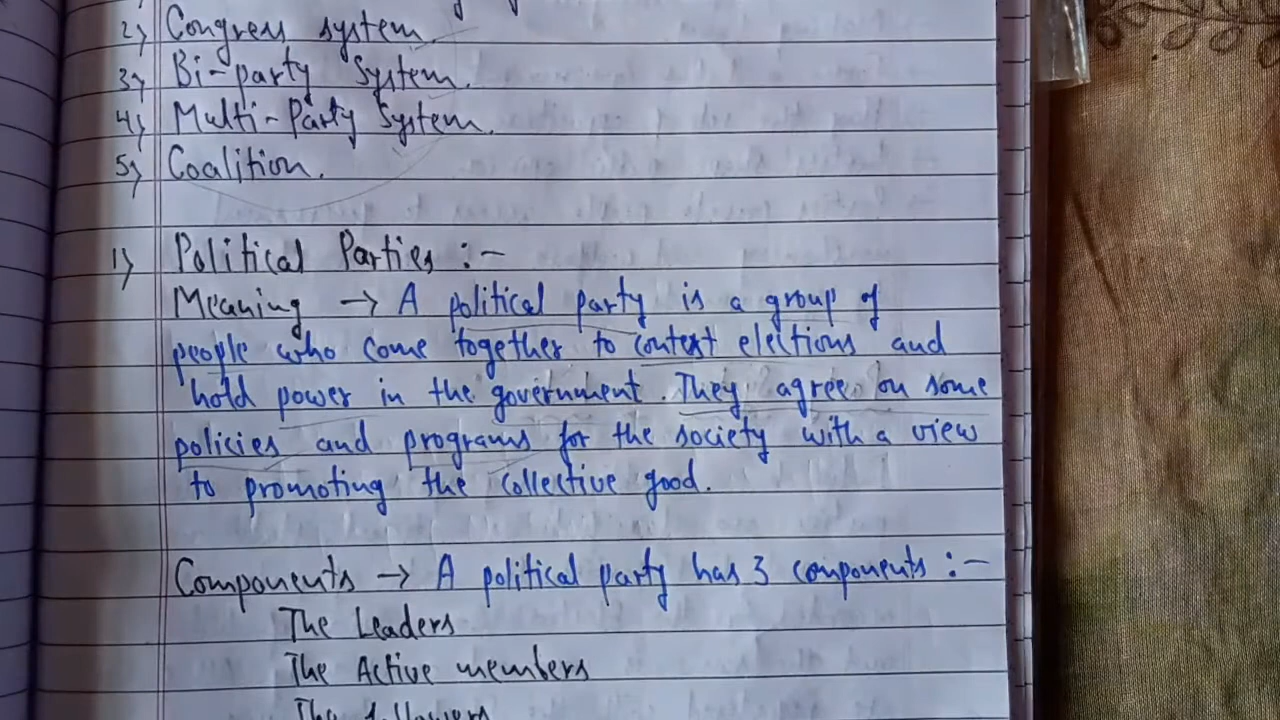 2) Congress system.
3) Bi-party System.
4) Multi-Party System.
5) Coalition.
1) Political Parties :-
Meaning → A political party is a group of
people who come together to contest elections and
hold power in the government. They agree on some
policies and programs for the society with a view
to promoting the collective good.
Components → A political party has 3 components :-
The Leaders
The Active members
The followers